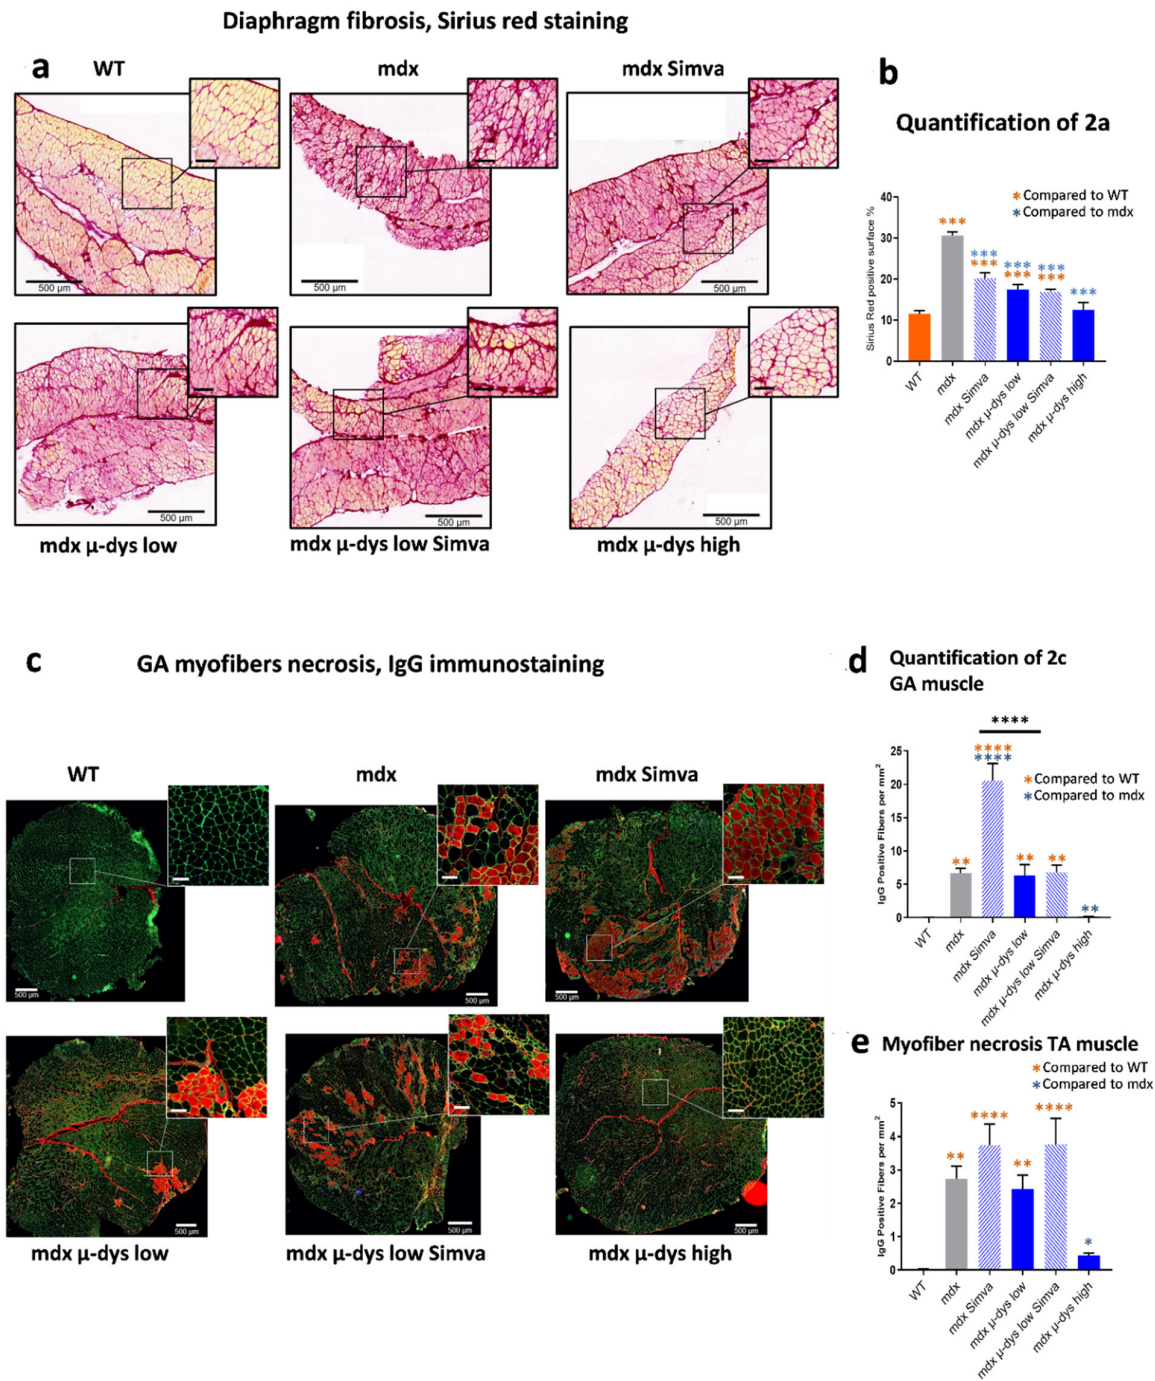 Diaphragm fibrosis, Sirius red staining
a
WT
mdx
mdx Simva
500 µm
500 µm
500 µm
500 µm
500 µm
500 µm
mdx µ-dys low
mdx µ-dys low Simva
mdx µ-dys high
b
Quantification of 2a
* Compared to WT
* Compared to mdx
Sirius Red positive surface %
40
30
20
10
0
***
***
***
***
***
***
***
***
WT
mdx
mdx Simva
mdx µ-dys low
mdx µ-dys low Simva
mdx µ-dys high
c
GA myofibers necrosis, IgG immunostaining
WT
mdx
mdx Simva
500 µm
500 µm
500 µm
500 µm
500 µm
500 µm
mdx µ-dys low
mdx µ-dys low Simva
mdx µ-dys high
d
Quantification of 2c
GA muscle
****
* Compared to WT
* Compared to mdx
IgG Positive Fibers per mm²
25
20
15
10
5
0
**
****
****
**
**
**
WT
mdx
mdx Simva
mdx µ-dys low
mdx µ-dys low Simva
mdx µ-dys high
e
Myofiber necrosis TA muscle
* Compared to WT
* Compared to mdx
IgG Positive Fibers per mm²
5
4
3
2
1
0
**
****
**
****
*
WT
mdx
mdx Simva
mdx µ-dys low
mdx µ-dys low Simva
mdx µ-dys high